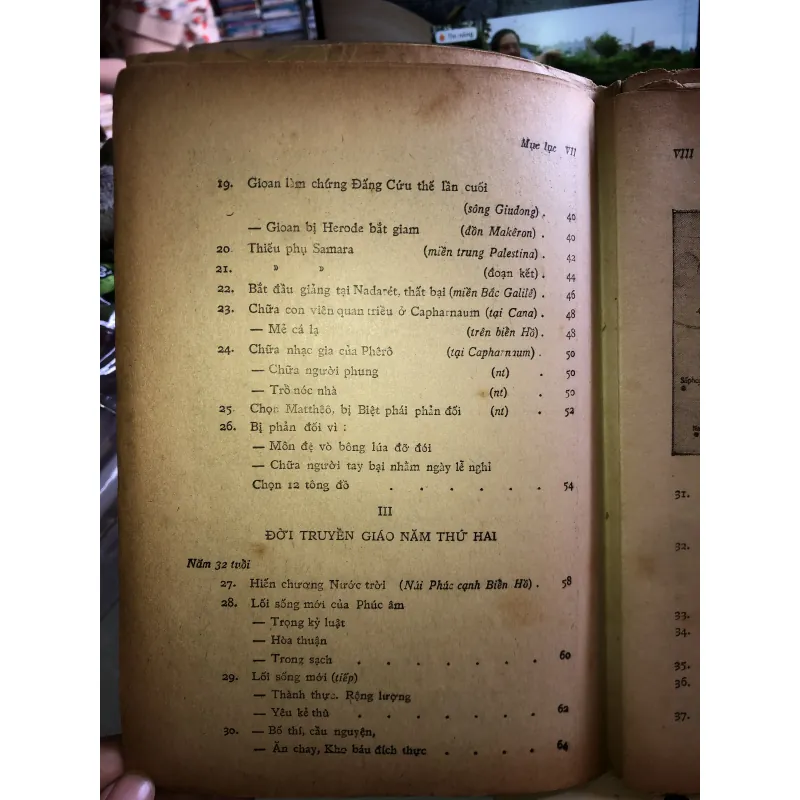 Mục lục VII
19. Gioan làm chứng Đấng Cứu thế lần cuối
(sông Giuđong). 40
— Gioan bị Herode bắt giam (đồn Makêron) . 40
20. Thiếu phụ Samara (miền trung Palestina) . 42
21. » » (đoạn kết) . 44
22. Bắt đầu giảng tại Nadarét, thất bại (miền Bắc Galilê) . 46
23. Chữa con viên quan triều ở Capharnaum (tại Cana) . 48
— Mẻ cá lạ (trên biển Hồ) . 48
24. Chữa nhạc gia của Phêrô (tại Capharnaum) . 50
— Chữa người phung (nt) . 50
— Trỗ nóc nhà (nt) . 50
25. Chọn Matthêô, bị Biệt phái phản đối (nt) . 52
26. Bị phản đối vì :
— Môn đệ vò bông lúa đỡ đói
— Chữa người tay bại nhằm ngày lễ nghỉ
Chọn 12 tông đồ . . . . . . 54
III
ĐỜI TRUYỀN GIÁO NĂM THỨ HAI
Năm 32 tuổi
27. Hiến chương Nước trời (Núi Phúc cạnh Biển Hồ) . 58
28. Lối sống mới của Phúc âm
— Trọng kỷ luật
— Hòa thuận
— Trong sạch . . . . . . . 60
29. Lối sống mới (tiếp)
— Thành thực, Rộng lượng
— Yêu kẻ thù . . . . . . . 62
30. — Bố thí, cầu nguyện,
— Ăn chay, Kho báu đích thực . . . . . 64
VIII
31.
32.
33.
34.
35.
36.
37.